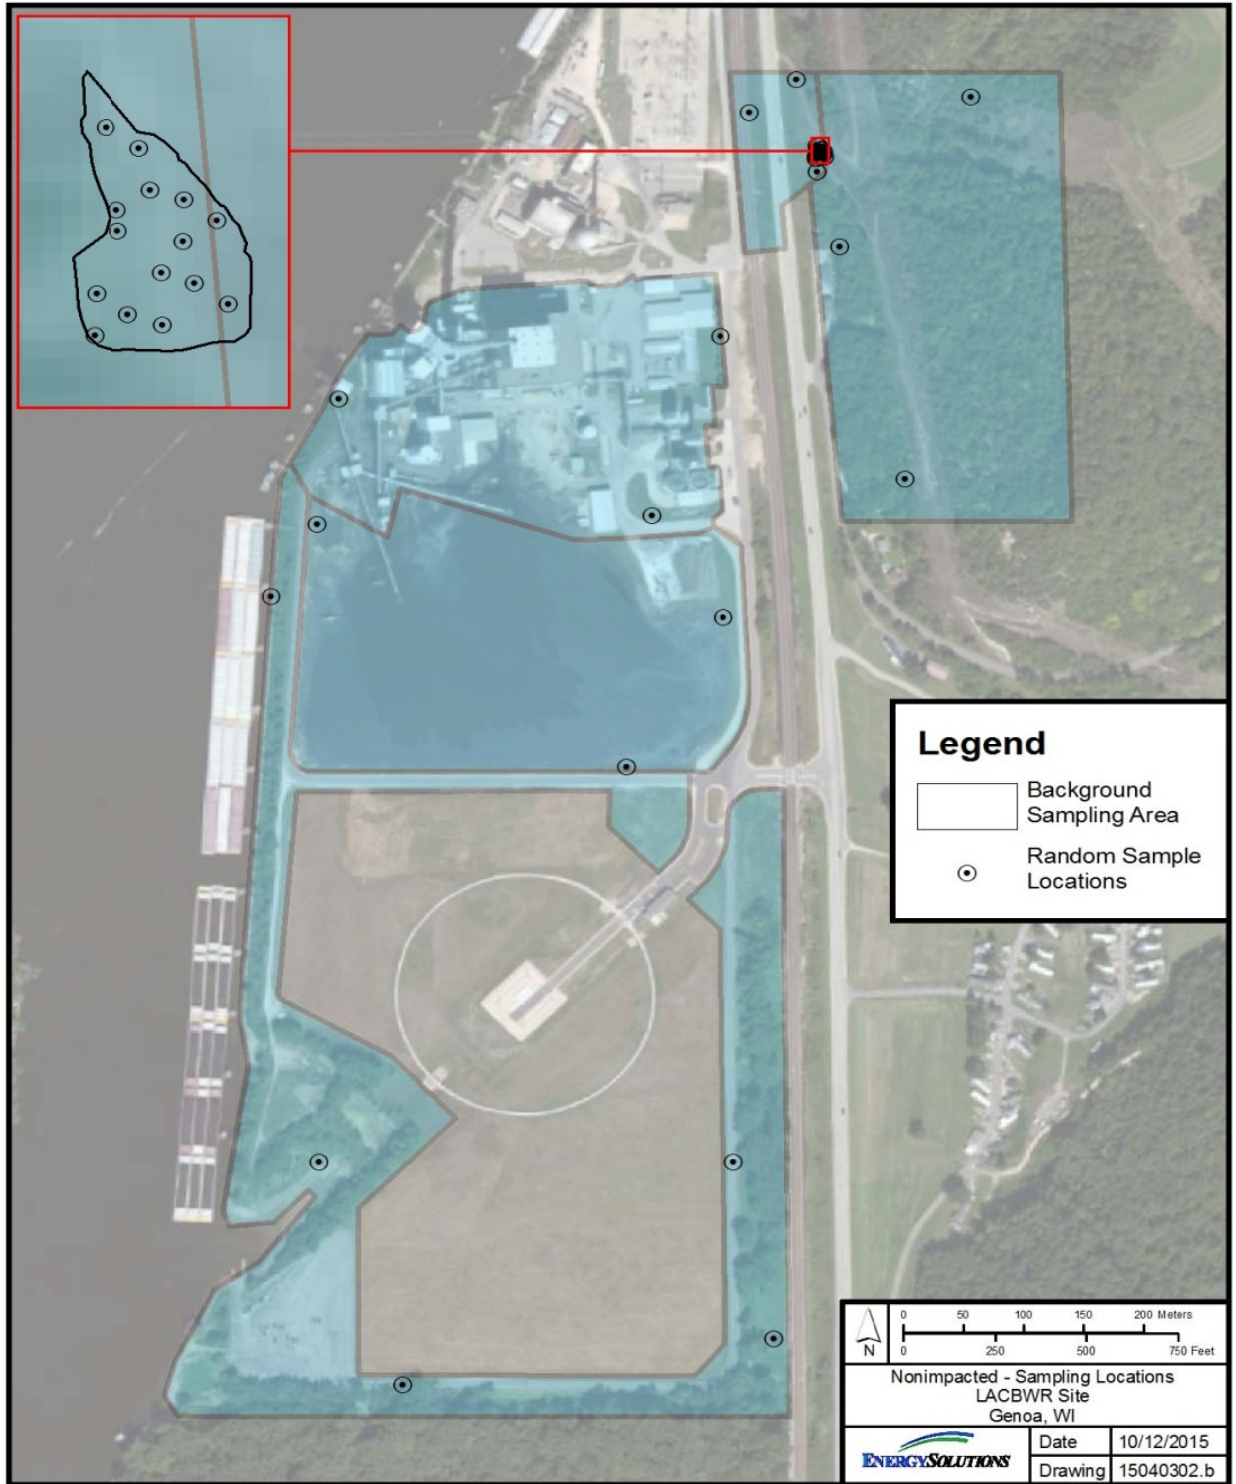 Legend
Background
Sampling Area
Random Sample
Locations
N
0 50 100 150 200 Meters
0 250 500 750 Feet
Nonimpacted - Sampling Locations
LACBWR Site
Genoa, WI
ENERGYSOLUTIONS
Date 10/12/2015
Drawing 15040302.b